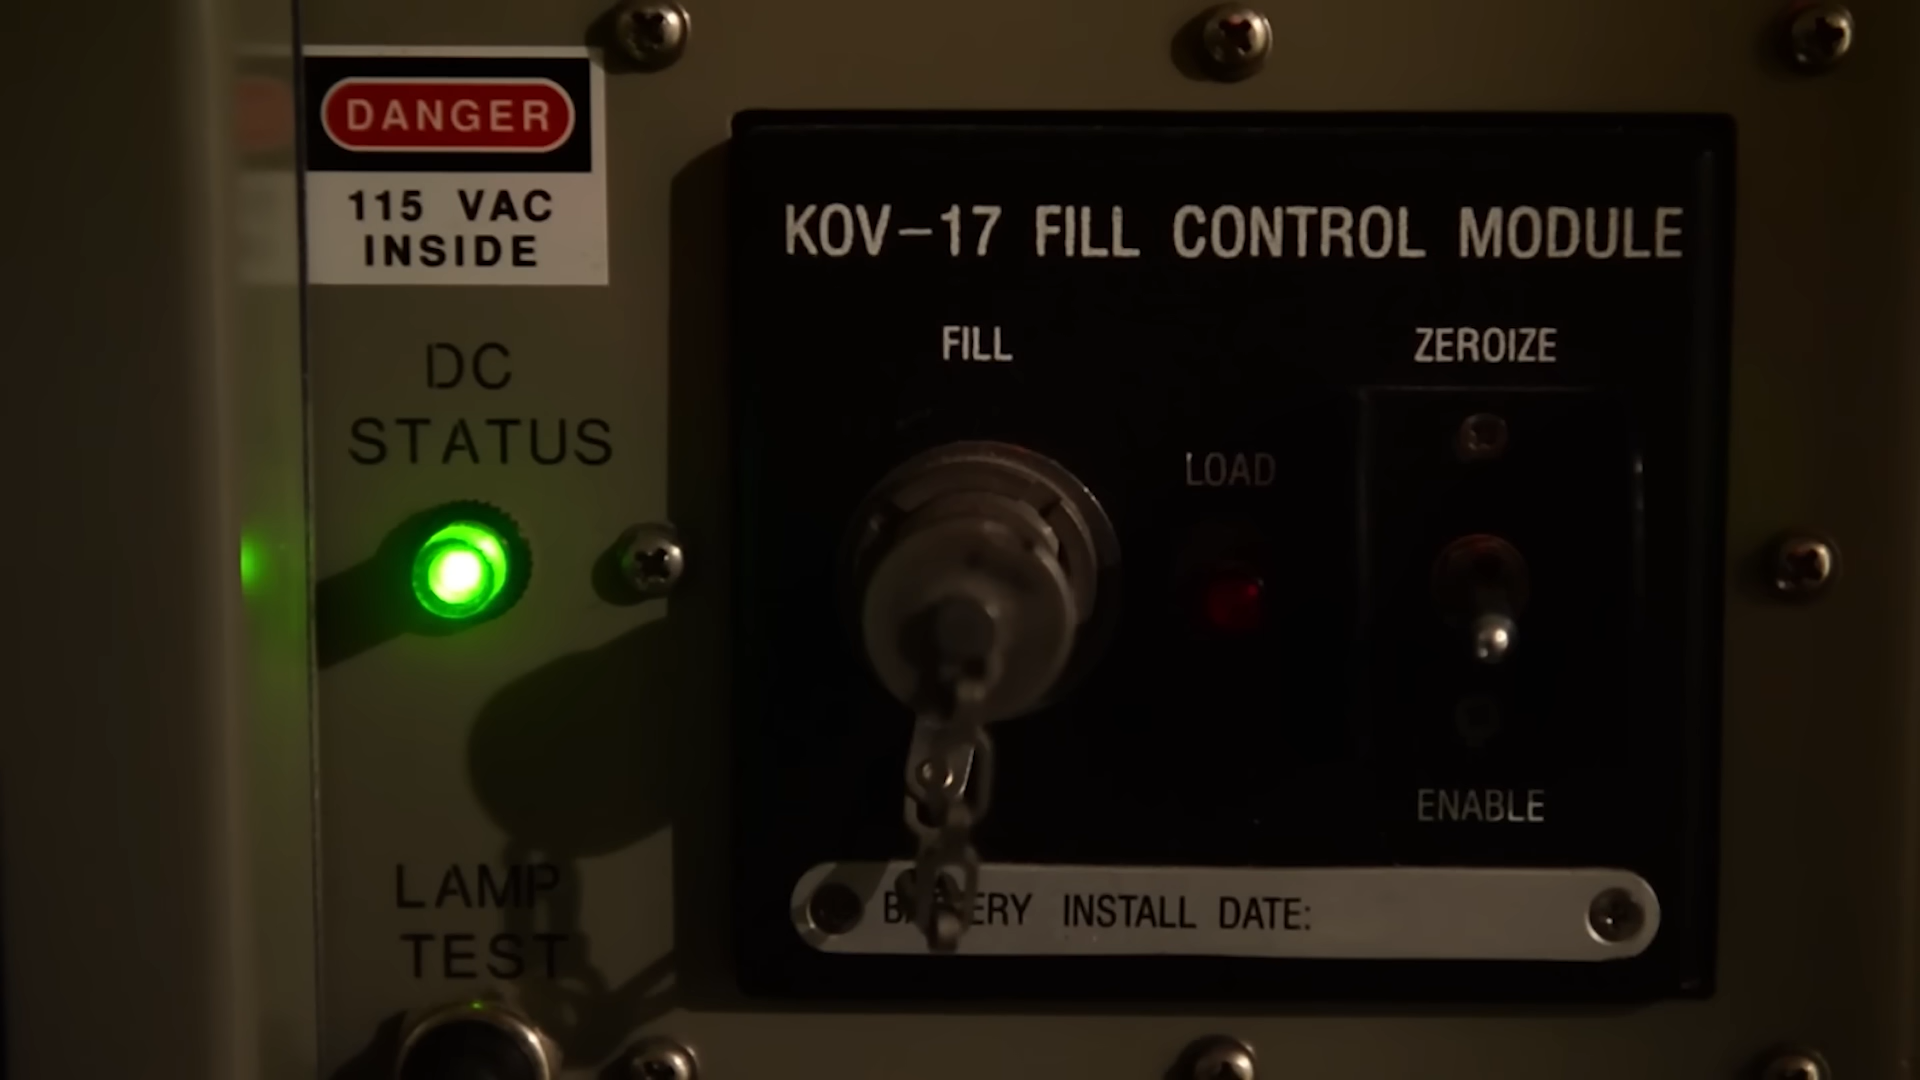 DANGER
115 VAC
INSIDE
DC
STATUS
LAMP
TEST
KOV-17 FILL CONTROL MODULE
FILL
ZEROIZE
LOAD
ENABLE
BATTERY INSTALL DATE: